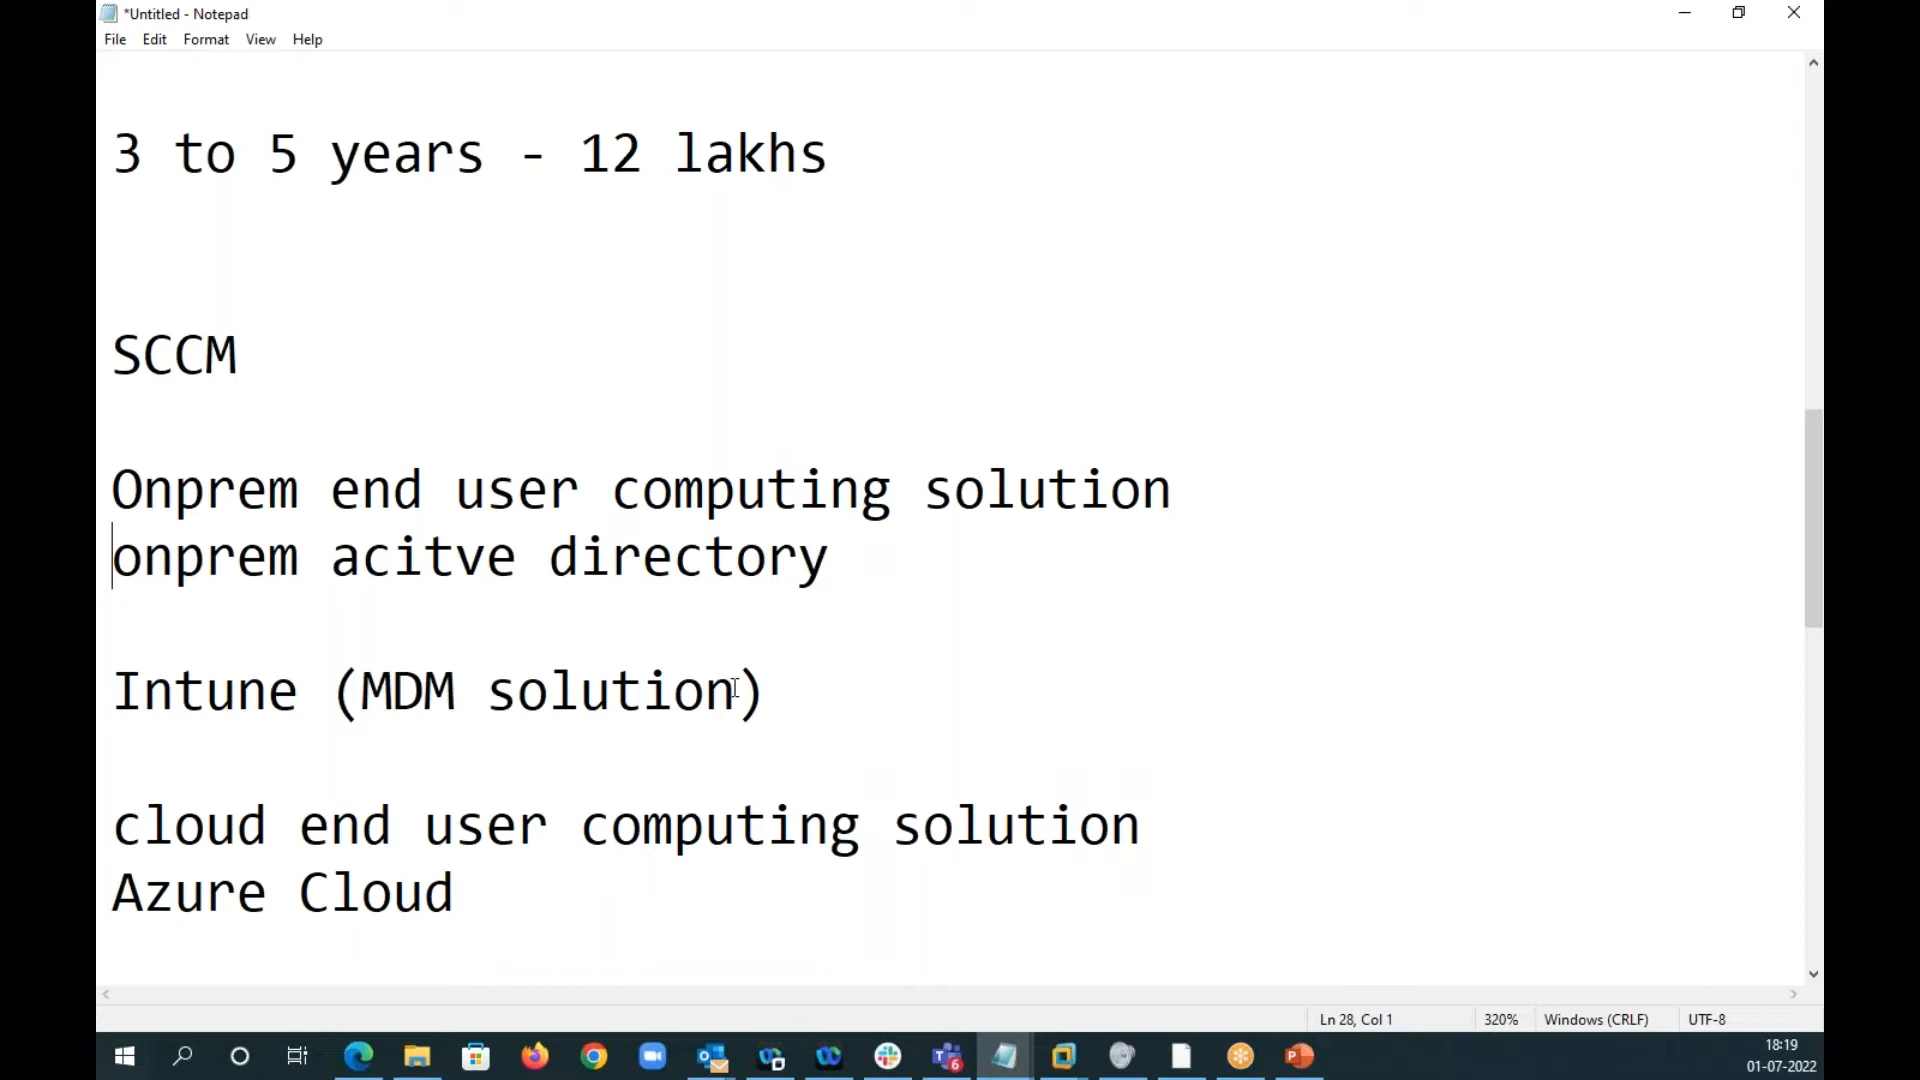 *Untitled - Notepad
File Edit Format View Help
3 to 5 years - 12 lakhs
SCCM
Onprem end user computing solution
onprem acitve directory
Intune (MDM solution)
cloud end user computing solution
Azure Cloud
Ln 28, Col 1 320% Windows (CRLF) UTF-8
6
18:19
01-07-2022